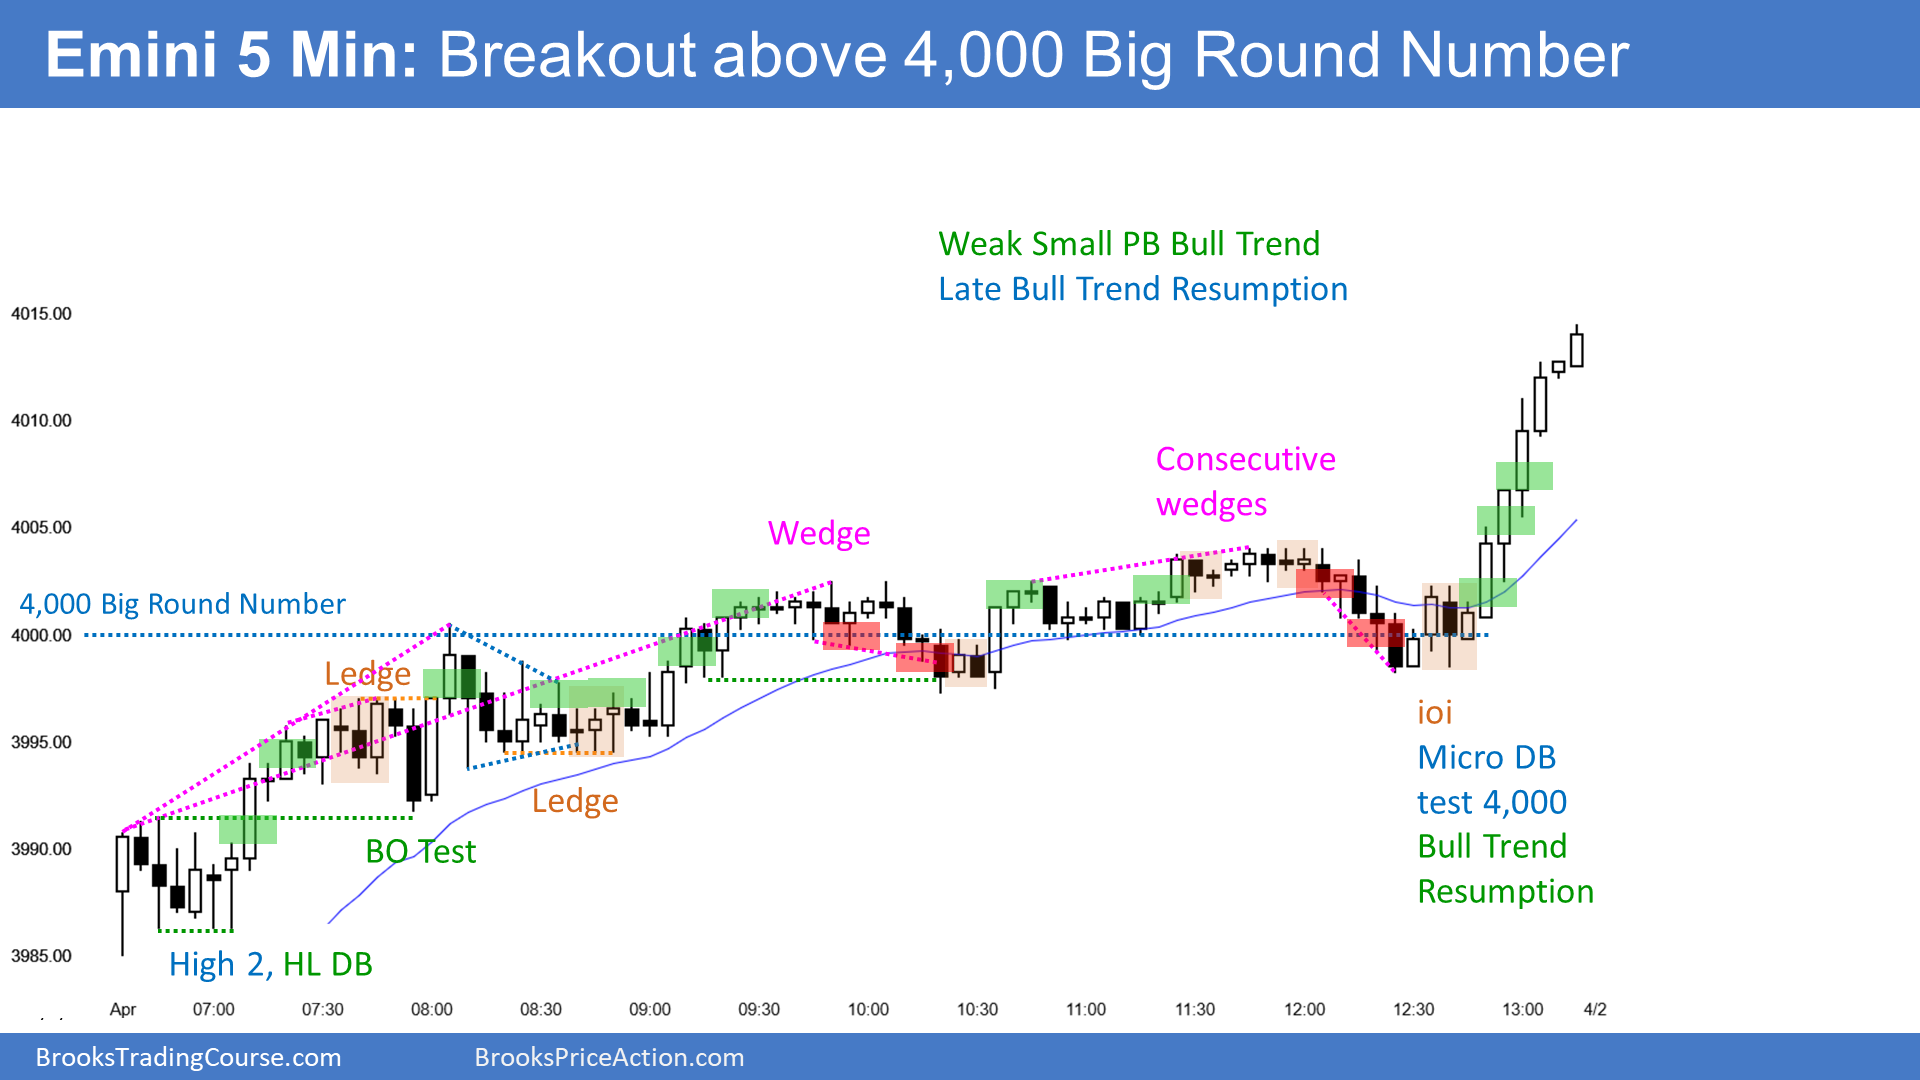 Emini 5 Min: Breakout above 4,000 Big Round Number
Weak Small PB Bull Trend
Late Bull Trend Resumption
4015.00
4010.00
Consecutive
wedges
4005.00
Wedge
4,000 Big Round Number
4000.00
Ledge
ioi
3995.00
Micro DB
test 4,000
Ledge
3990.00
BO Test
Bull Trend
Resumption
3985.00
High 2, HL DB
Apr 07:00 07:30 08:00 08:30 09:00 09:30 10:00 10:30 11:00 11:30 12:00 12:30 13:00 4/2
BrooksTradingCourse.com BrooksPriceAction.com